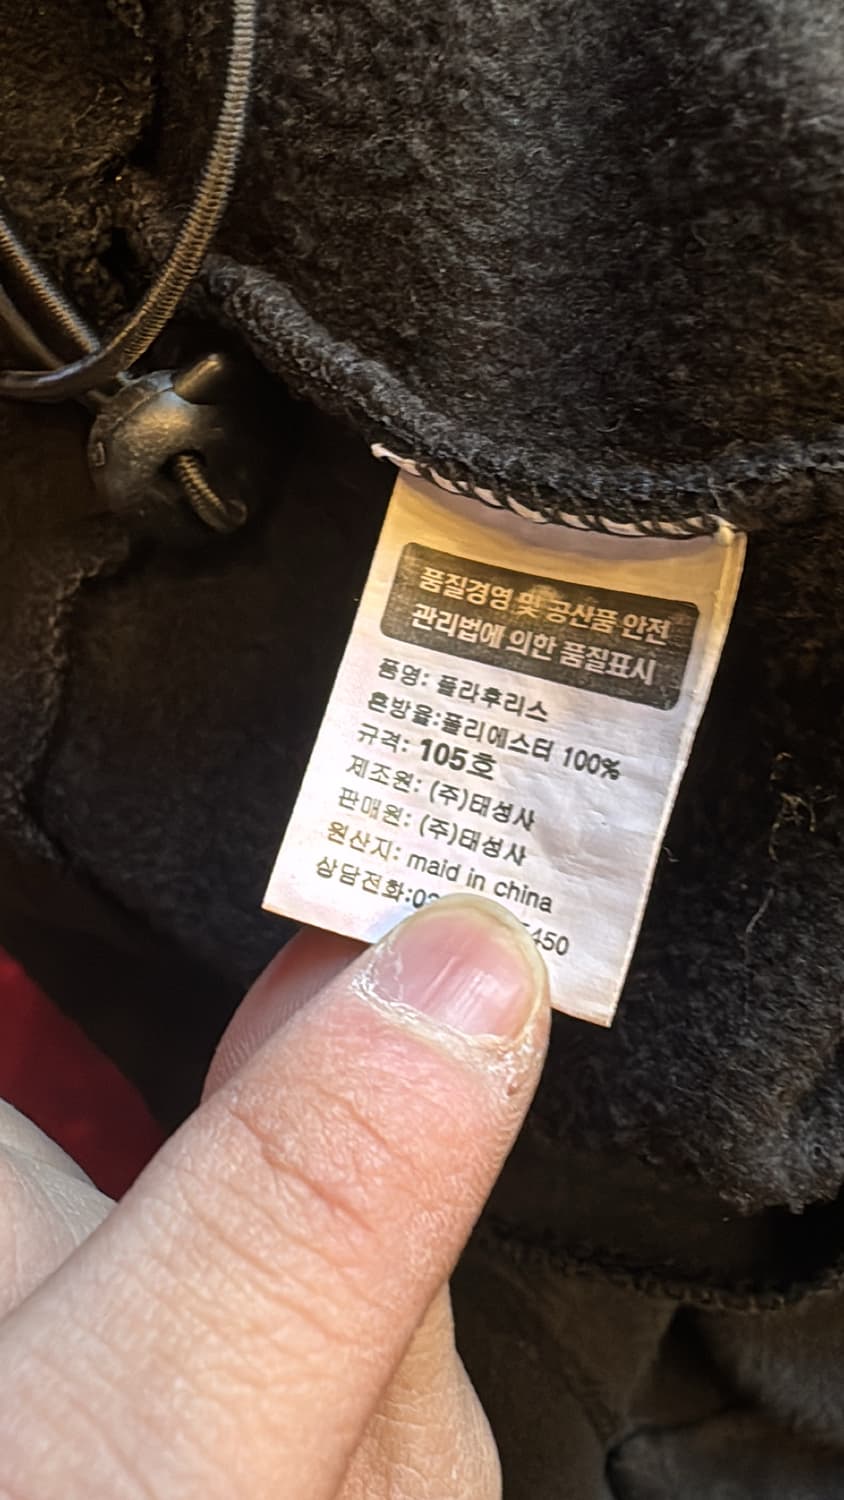 품질경영 및 공산품 안전
관리법에 의한 품질표시
품명: 폴라후리스
혼방율:폴리에스터 100%
규격: 105호
제조원: (주)태성사
판매원: (주)태성사
원산지: maid in china
상담전화:02 5450